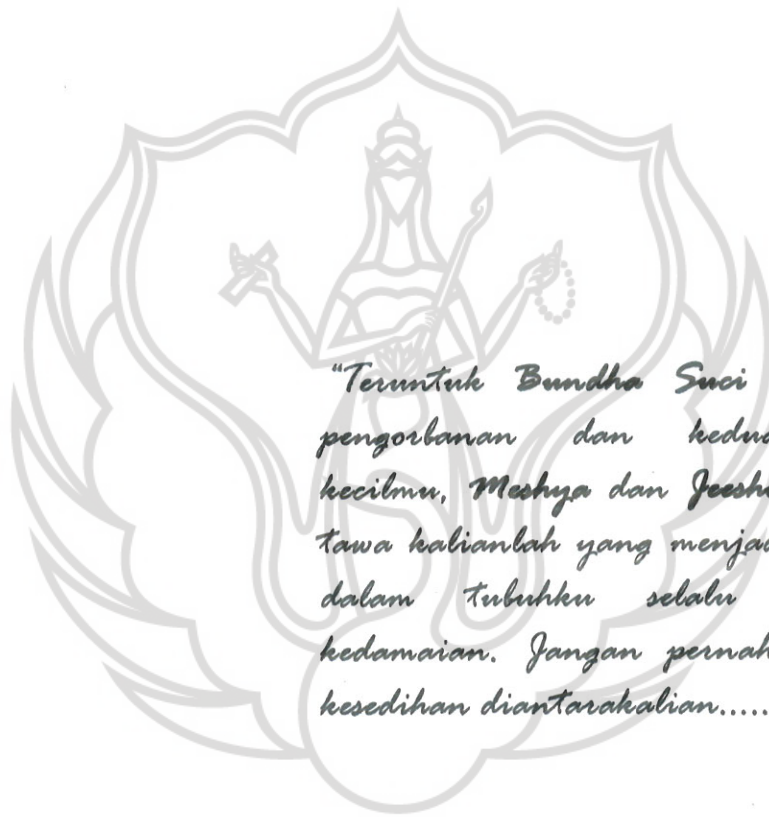 "Teruntuk Bundha Suci
pengorbanan dan
kecilmu, Meshya dan
tawa kalianlah yang
dalam tubuhku selalu
kedamaian. Jangan pernah
kesedihan diantarakalian.....